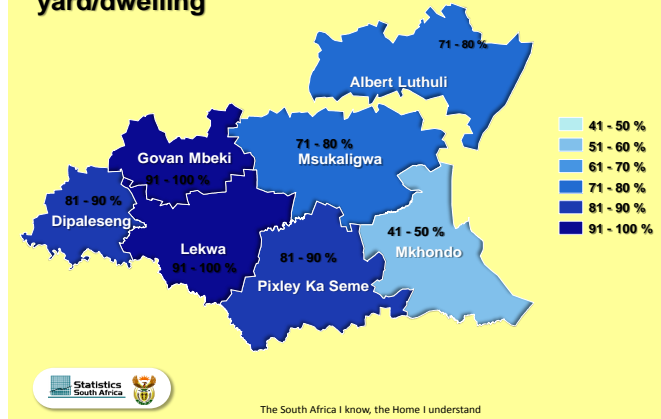 yard/dwelling
71 - 80 %
Albert Luthuli
41 - 50 %
51 - 60 %
61 - 70 %
71 - 80 %
81 - 90 %
91 - 100 %
71 - 80 %
Msukaligwa
Govan Mbeki
91 - 100 %
81 - 90 %
Dipaleseng
Lekwa
91 - 100 %
81 - 90 %
Pixley Ka Seme
41 - 50 %
Mkhondo
Statistics
South Africa
The South Africa I know, the Home I understand